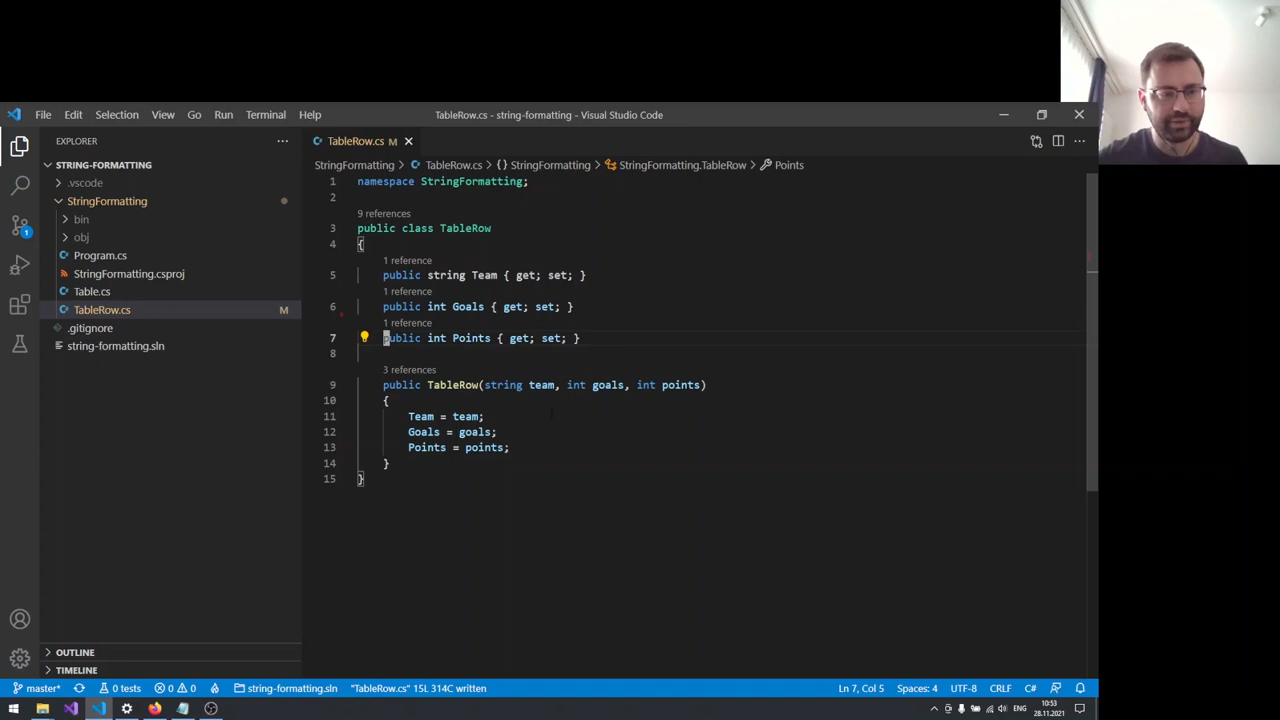 File Edit Selection View Go Run Terminal Help
TableRow.cs - string-formatting - Visual Studio Code
EXPLORER
TableRow.cs M
STRING-FORMATTING
StringFormatting > TableRow.cs > {} StringFormatting > StringFormatting.TableRow > Points
.vscode
StringFormatting
bin
obj
Program.cs
StringFormatting.csproj
Table.cs
TableRow.cs M
.gitignore
string-formatting.sln
1 namespace StringFormatting;
2
9 references
3 public class TableRow
4 {
1 reference
5 public string Team { get; set; }
1 reference
6 public int Goals { get; set; }
1 reference
7 public int Points { get; set; }
8
3 references
9 public TableRow(string team, int goals, int points)
10 {
11 Team = team;
12 Goals = goals;
13 Points = points;
14 }
15 }
1
OUTLINE
TIMELINE
master* 0 tests 0 0 string-formatting.sln "TableRow.cs" 15L 314C written Ln 7, Col 5 Spaces: 4 UTF-8 CRLF C#
ENG 10:53
28.11.2021